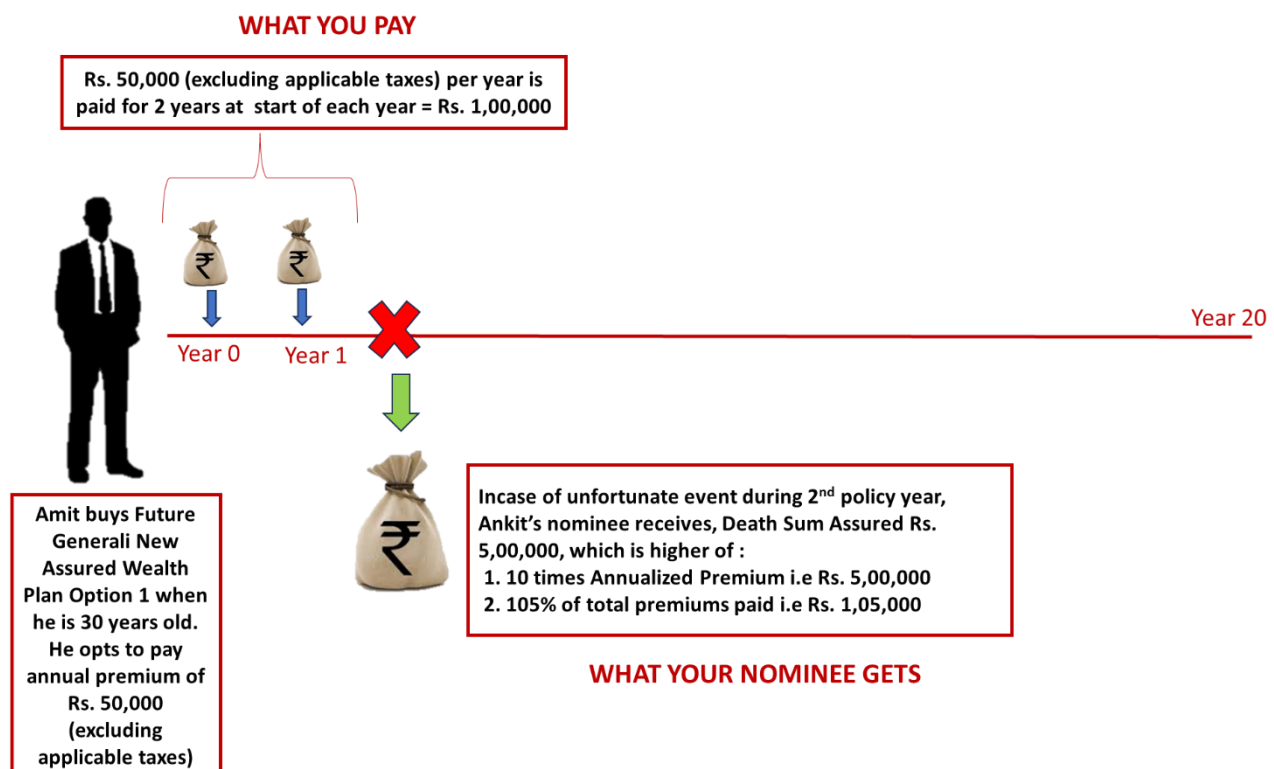 WHAT YOU PAY
Rs. 50,000 (excluding applicable taxes) per year is
paid for 2 years at  start of each year = Rs. 1,00,000
₹
₹
Year 0
Year 1
Year 20
Amit buys Future
Generali New
Assured Wealth
Plan Option 1 when
he is 30 years old.
He opts to pay
annual premium of
Rs. 50,000
(excluding
applicable taxes)
₹
Incase of unfortunate event during 2nd policy year,
Ankit’s nominee receives, Death Sum Assured Rs.
5,00,000, which is higher of :
1. 10 times Annualized Premium i.e Rs. 5,00,000
2. 105% of total premiums paid i.e Rs. 1,05,000
WHAT YOUR NOMINEE GETS